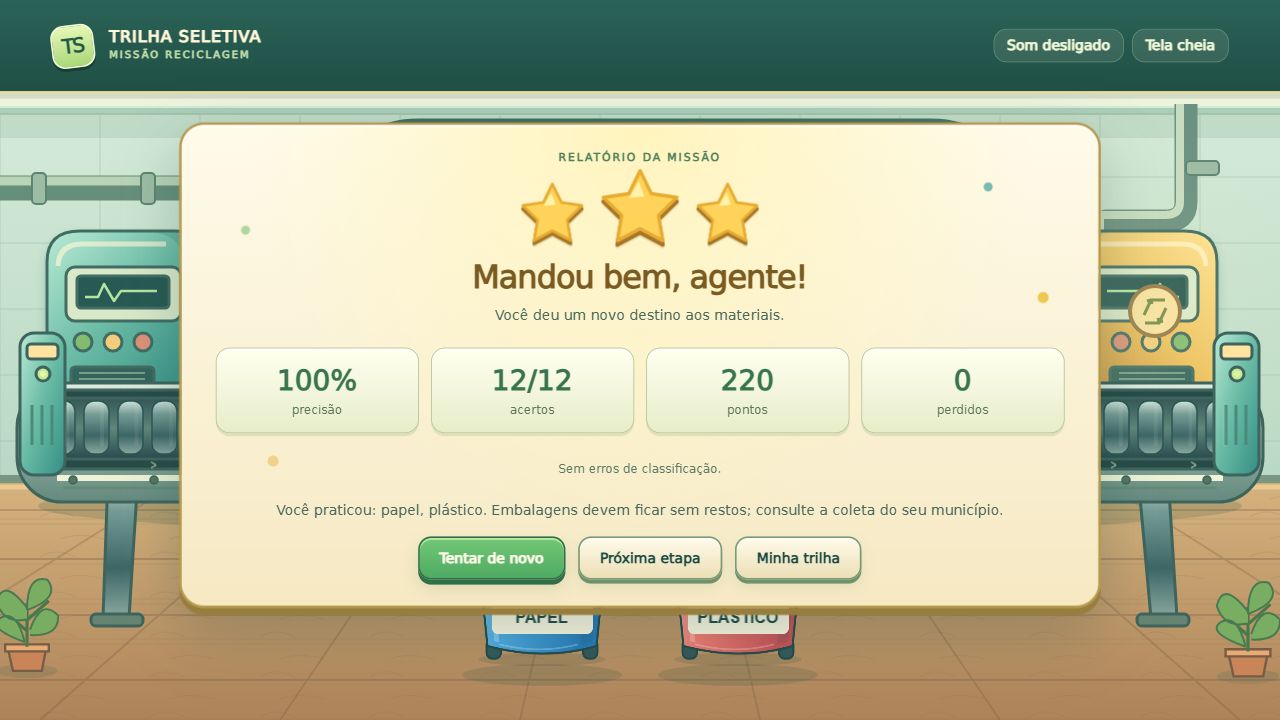 TS
TRILHA SELETIVA
MISSÃO RECICLAGEM
Som desligado
Tela cheia
RELATÓRIO DA MISSÃO
Mandou bem, agente!
Você deu um novo destino aos materiais.
100%
precisão
12/12
acertos
220
pontos
0
perdidos
Sem erros de classificação.
Você praticou: papel, plástico. Embalagens devem ficar sem restos; consulte a coleta do seu município.
Tentar de novo
Próxima etapa
Minha trilha
PAPEL
PLÁSTICO